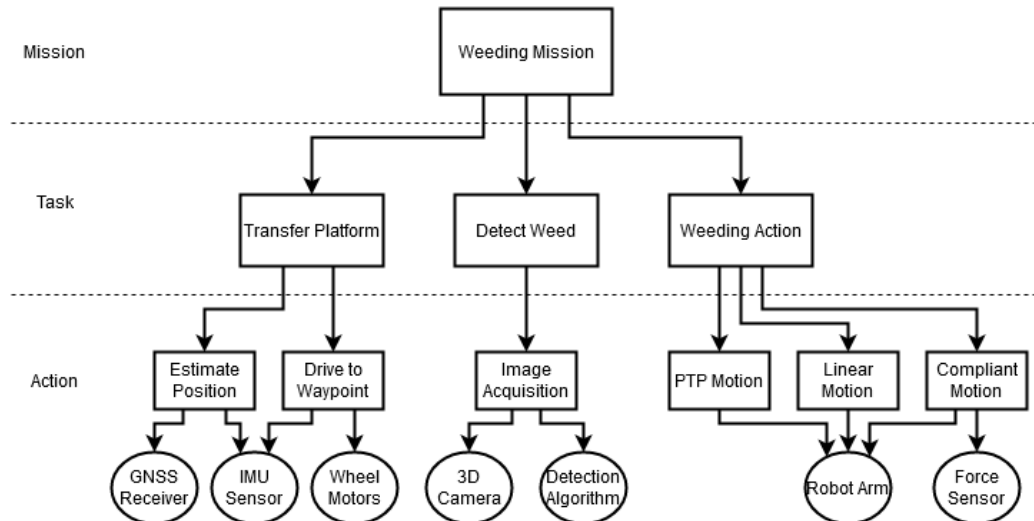 Mission
Weeding Mission
Task
Transfer Platform
Detect Weed
Weeding Action
Action
Estimate
Position
Drive to
Waypoint
Image
Acquisition
PTP Motion
Linear
Motion
Compliant
Motion
GNSS
Receiver
IMU
Sensor
Wheel
Motors
3D
Camera
Detection
Algorithm
Robot Arm
Force
Sensor